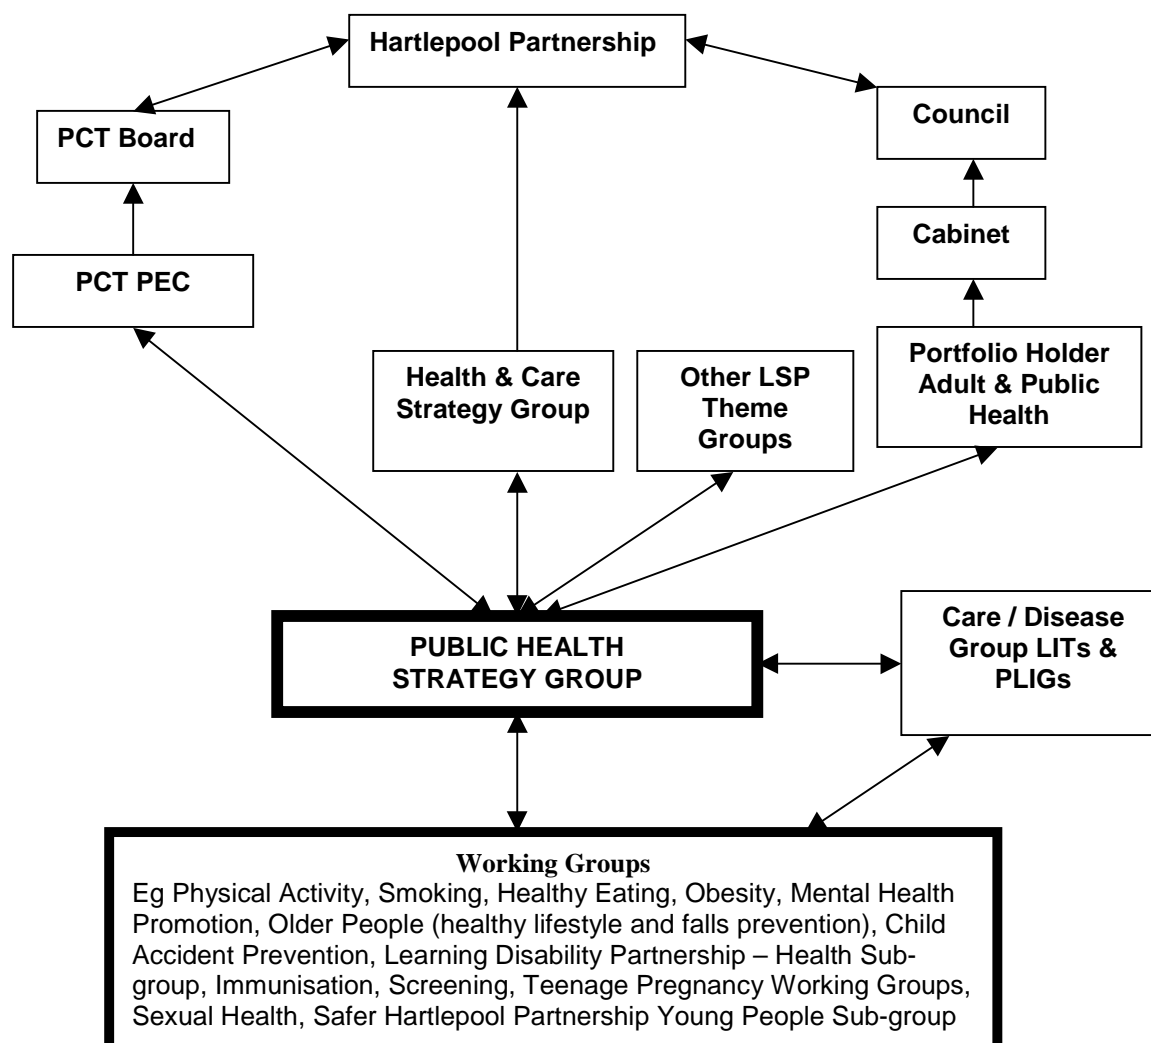 Hartlepool Partnership
Council
PCT Board
Cabinet
PCT PEC
Portfolio Holder
Adult & Public
Health
Health & Care
Strategy Group
Other LSP
Theme
Groups
Care / Disease
Group LITs &
PLIGs
PUBLIC HEALTH
STRATEGY GROUP
Working Groups
Eg Physical Activity, Smoking, Healthy Eating, Obesity, Mental Health
Promotion, Older People (healthy lifestyle and falls prevention), Child
Accident Prevention, Learning Disability Partnership – Health Sub-
group, Immunisation, Screening, Teenage Pregnancy Working Groups,
Sexual Health, Safer Hartlepool Partnership Young People Sub-group